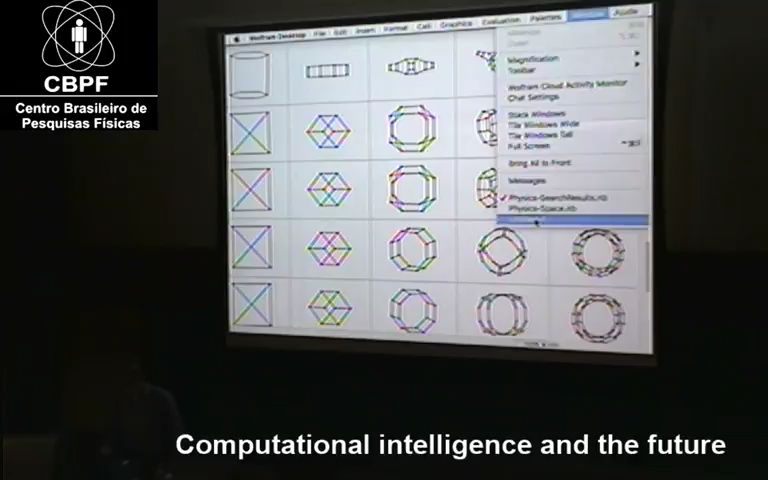 CBPF
Centro Brasileiro de
Pesquisas Físicas
Wolfram Desktop File Edit Insert Format Cell Graphics Evaluation Palettes Window
Magnification
Toolbar
Wolfram Cloud Activity Monitor
Chat Settings
Stack Windows
Tile Windows Wide
Tile Windows Tall
Full Screen
Bring All to Front
Messages
Physics-SearchResults.nb
Physics-Space.nb
Computational intelligence and the future